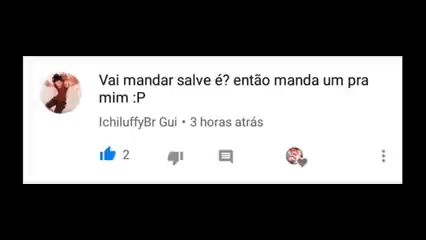 Vai mandar salve é? então manda um pra
mim :P
IchiluffyBr Gui • 3 horas atrás
2